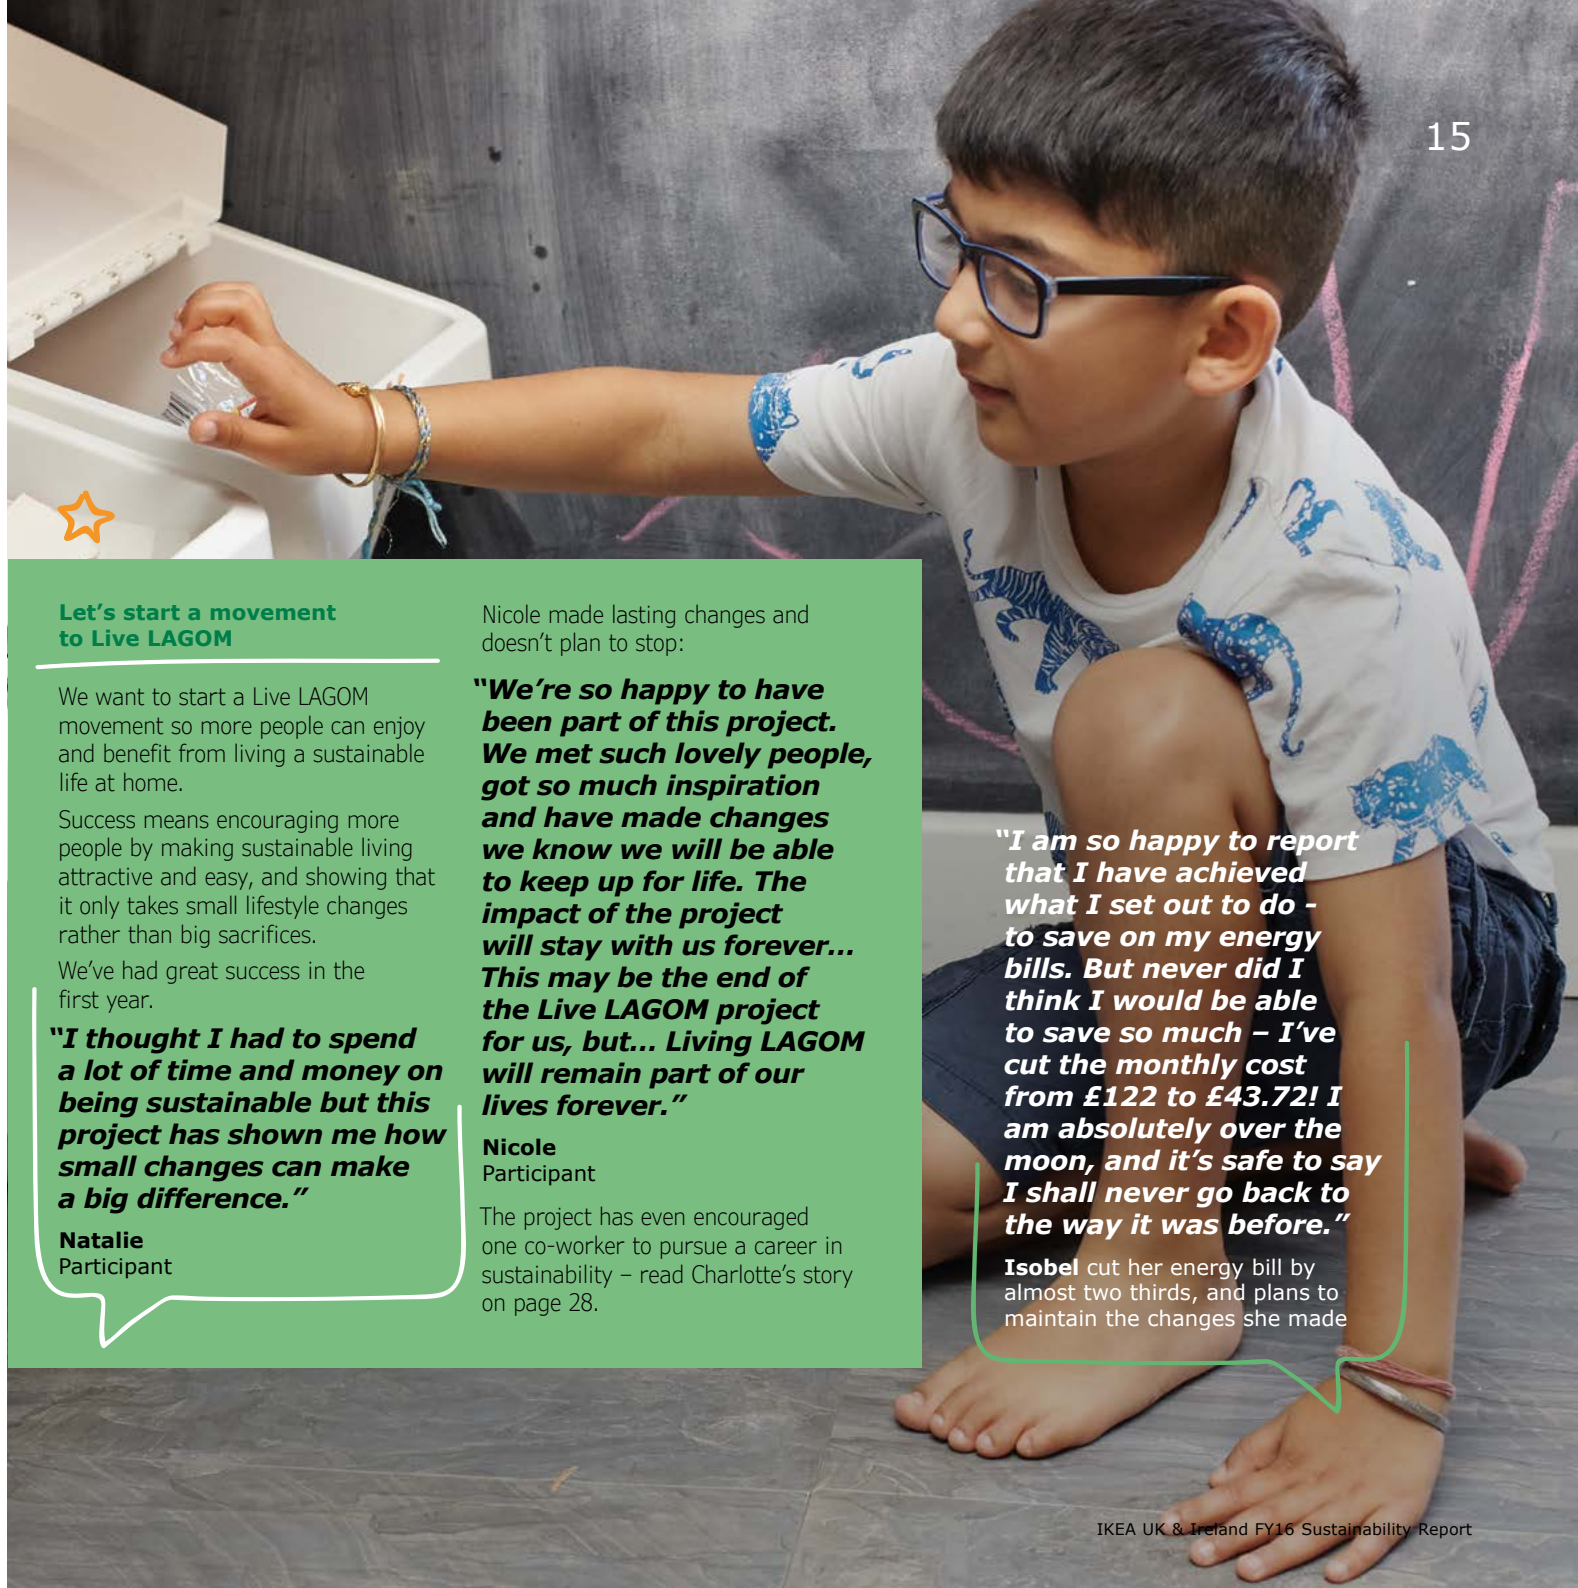 15
Let’s start a movement
to Live LAGOM
We want to start a Live LAGOM
movement so more people can enjoy
and benefit from living a sustainable
life at home.
Success means encouraging more
people by making sustainable living
attractive and easy, and showing that
it only takes small lifestyle changes
rather than big sacrifices.
We’ve had great success in the
first year.
“I thought I had to spend
a lot of time and money on
being sustainable but this
project has shown me how
small changes can make
a big difference.”
Natalie
Participant
Nicole made lasting changes and
doesn’t plan to stop:
“We’re so happy to have
been part of this project.
We met such lovely people,
got so much inspiration
and have made changes
we know we will be able
to keep up for life. The
impact of the project
will stay with us forever...
This may be the end of
the Live LAGOM project
for us, but... Living LAGOM
will remain part of our
lives forever.”
Nicole
Participant
The project has even encouraged
one co-worker to pursue a career in
sustainability – read Charlotte’s story
on page 28.
“I am so happy to report
that I have achieved
what I set out to do -
to save on my energy
bills. But never did I
think I would be able
to save so much – I’ve
cut the monthly cost
from £122 to £43.72! I
am absolutely over the
moon, and it’s safe to say
I shall never go back to
the way it was before.”
Isobel cut her energy bill by
almost two thirds, and plans to
maintain the changes she made
IKEA UK & Ireland FY16 Sustainability Report